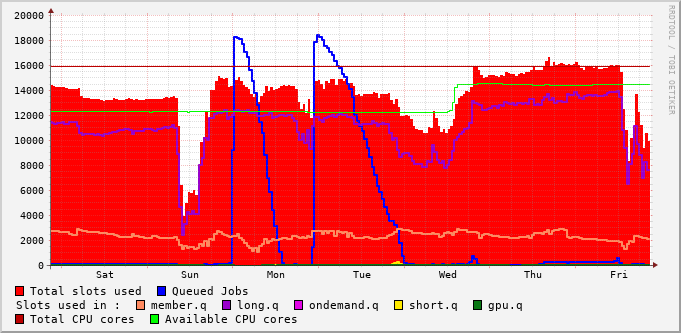 20000
18000
16000
14000
12000
10000
8000
6000
4000
2000
0
Sat Sun Mon Tue Wed Thu Fri
Total slots used Queued Jobs
Slots used in : member.q long.q ondemand.q short.q gpu.q
Total CPU cores Available CPU cores
RRDTOOL / TOBI OETIKER